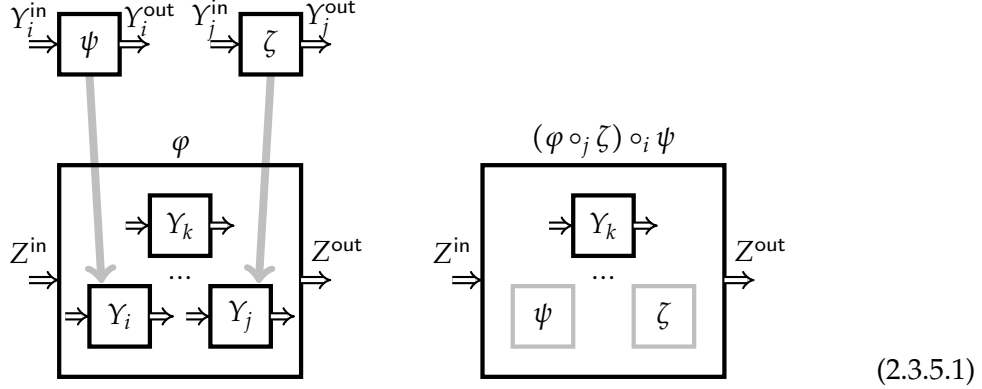 Y_i^in ψ Y_i^out Y_j^in ζ Y_j^out
φ (φ ∘_j ζ) ∘_i ψ
Y_k Y_k
Z^in ... Z^out Z^in ... Z^out
Y_i Y_j ψ ζ
(2.3.5.1)